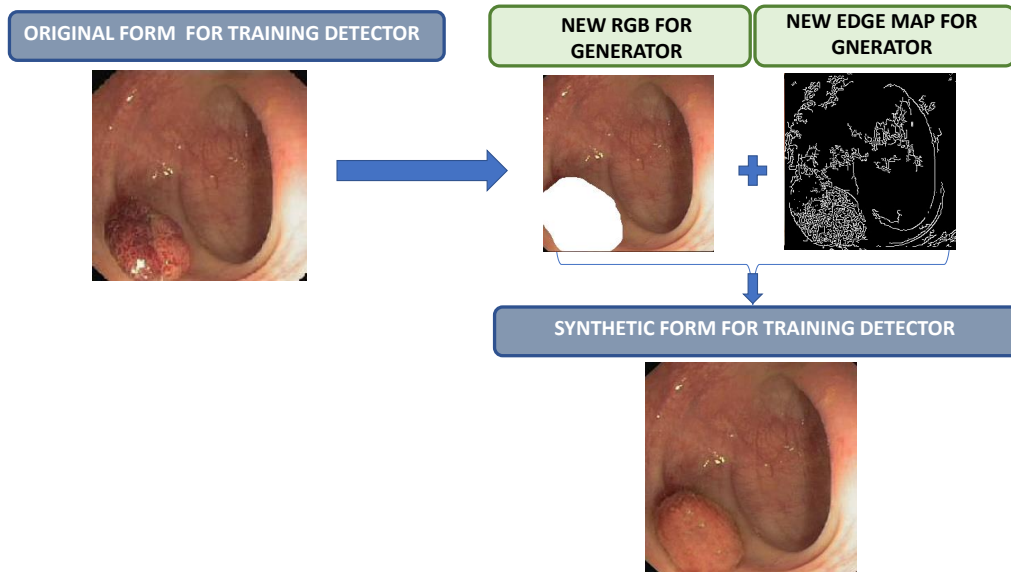 ORIGINAL FORM FOR TRAINING DETECTOR
NEW RGB FOR
GENERATOR
NEW EDGE MAP FOR
GNERATOR
SYNTHETIC FORM FOR TRAINING DETECTOR